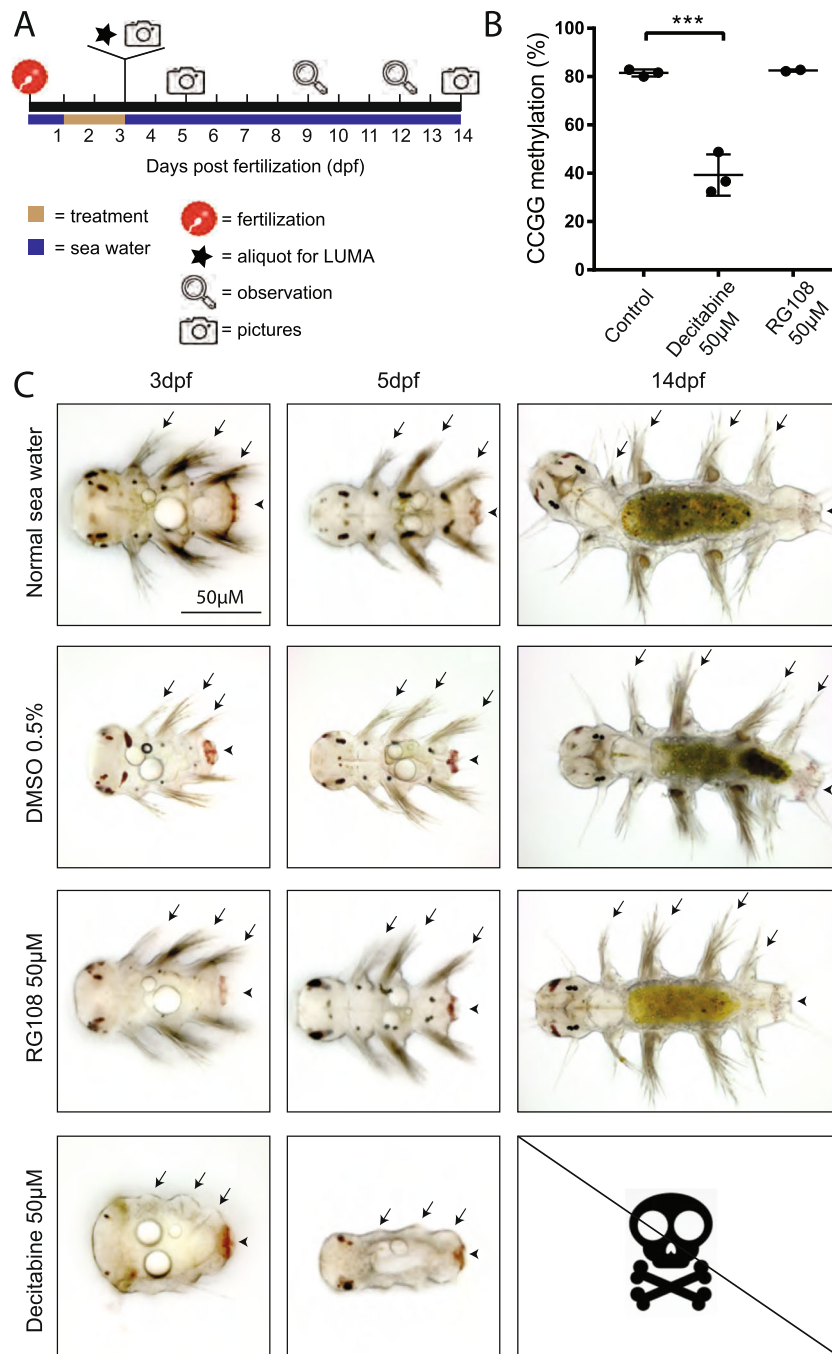 A
1 2 3 4 5 6 7 8 9 10 11 12 13 14
Days post fertilization (dpf)
= treatment
= sea water
= fertilization
= aliquot for LUMA
= observation
= pictures
B
***
CCGG methylation (%)
100
80
60
40
20
0
Control
Decitabine
50µM
RG108
50µM
C
3dpf 5dpf 14dpf
Normal sea water
50µM
DMSO 0.5%
RG108 50µM
Decitabine 50µM